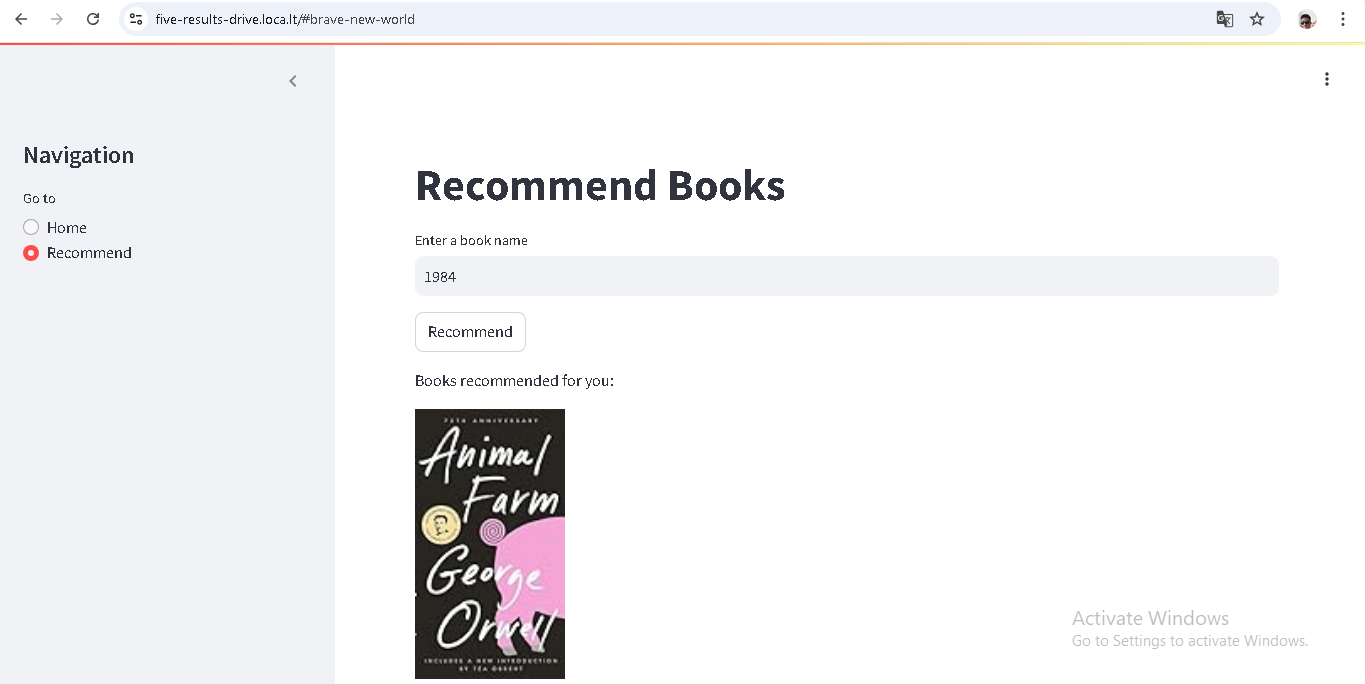 five-results-drive.loca.lt/#brave-new-world
Navigation
Go to
Home
Recommend
Recommend Books
Enter a book name
1984
Recommend
Books recommended for you:
75TH ANNIVERSARY
Animal
Farm
George
Orwell
INCLUDES A NEW INTRODUCTION
BY TÉA OBREHT
Activate Windows
Go to Settings to activate Windows.